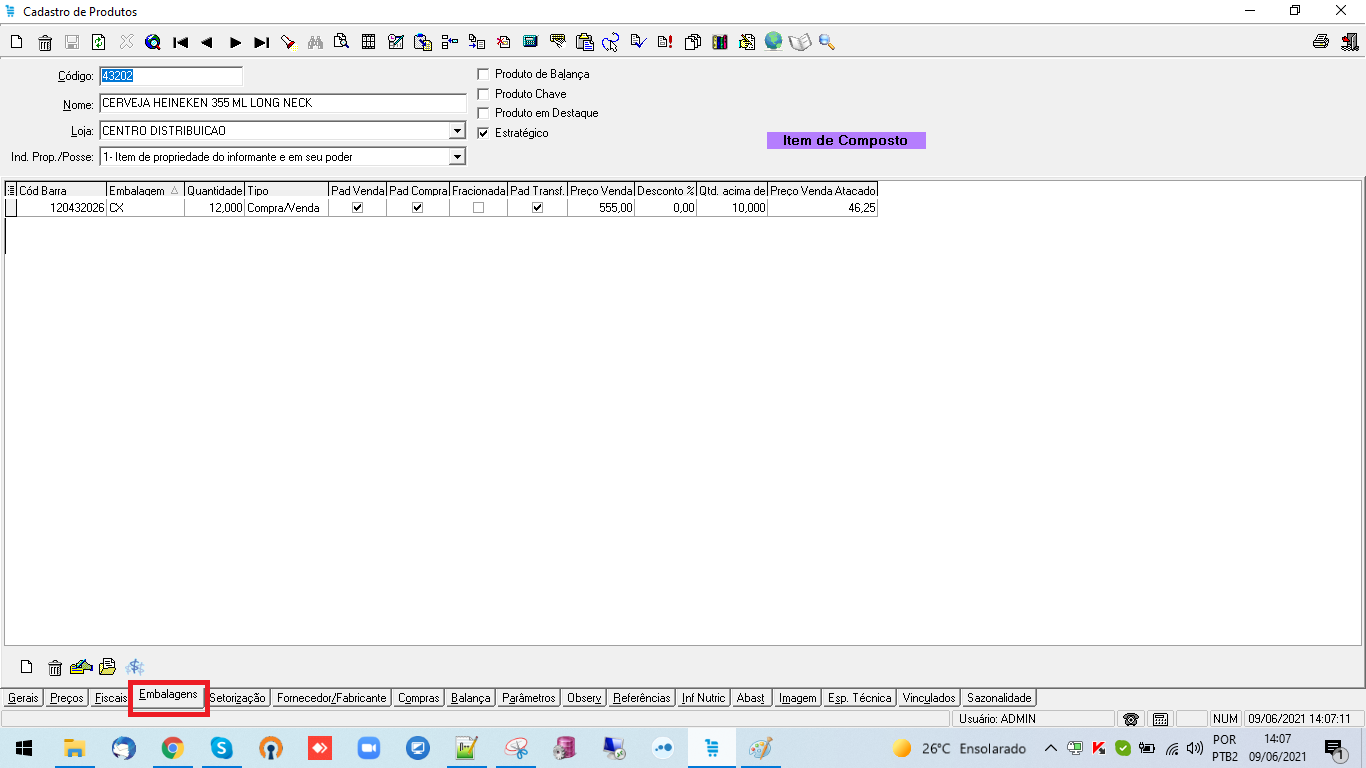 Cadastro de Produtos
Código: 43202
Produto de Balança
Nome: CERVEJA HEINEKEN 355 ML LONG NECK
Produto Chave
Produto em Destaque
Loja: CENTRO DISTRIBUICAO
Estratégico
Item de Composto
Ind. Prop./Posse: 1- Item de propriedade do informante e em seu poder
Cód Barra Embalagem Quantidade Tipo Pad Venda Pad Compra Fracionada Pad Transf. Preço Venda Desconto % Qtd. acima de Preço Venda Atacado
120432026 CX 12,000 Compra/Venda 555,00 0,00 10,000 46,25
Gerais Preços Fiscais Embalagens Setorização Fornecedor/Fabricante Compras Balança Parâmetros Observ Referências Inf Nutric Abast Imagem Esp. Técnica Vinculados Sazonalidade
Usuário: ADMIN NUM 09/06/2021 14:07:11
26°C Ensolarado
POR
PTB2
14:07
09/06/2021
1